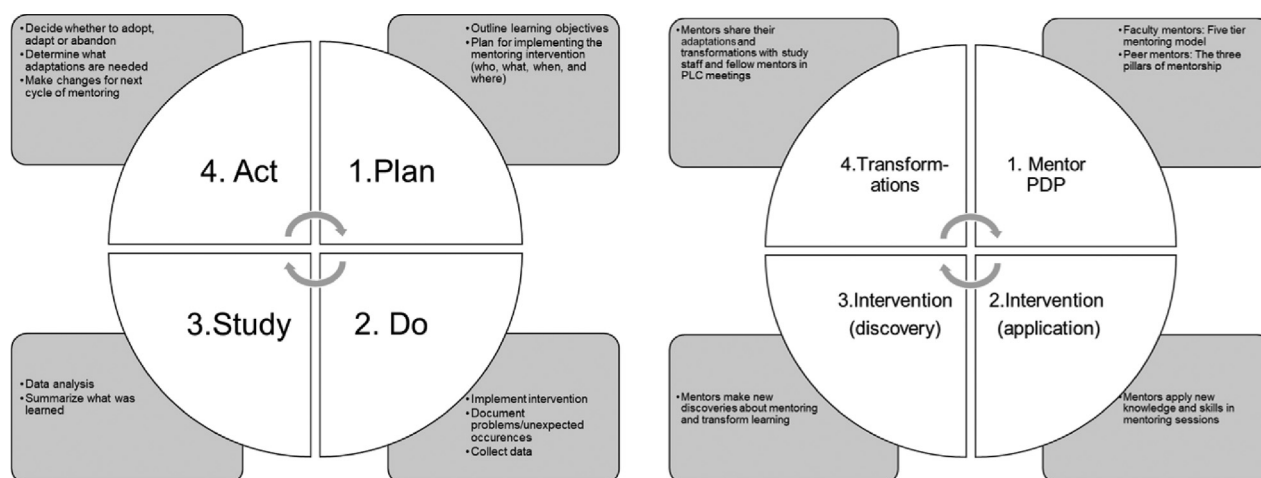 •Decide whether to adopt,
adapt or abandon
•Determine what
adaptations are needed
•Make changes for next
cycle of mentoring
•Outline learning objectives
•Plan for implementing the
mentoring intervention
(who, what, when, and
where)
4. Act
1.Plan
3.Study
2. Do
•Data analysis
•Summarize what was
learned
•Implement intervention
•Document
problems/unexpected
occurences
•Collect data
•Mentors share their
adaptations and
transformations with study
staff and fellow mentors in
PLC meetings
•Faculty mentors: Five tier
mentoring model
•Peer mentors: The three
pillars of mentorship
4.Transform-
ations
1. Mentor
PDP
3.Intervention
(discovery)
2.Intervention
(application)
•Mentors make new
discoveries about mentoring
and transform learning
•Mentors apply new
knowledge and skills in
mentoring sessions